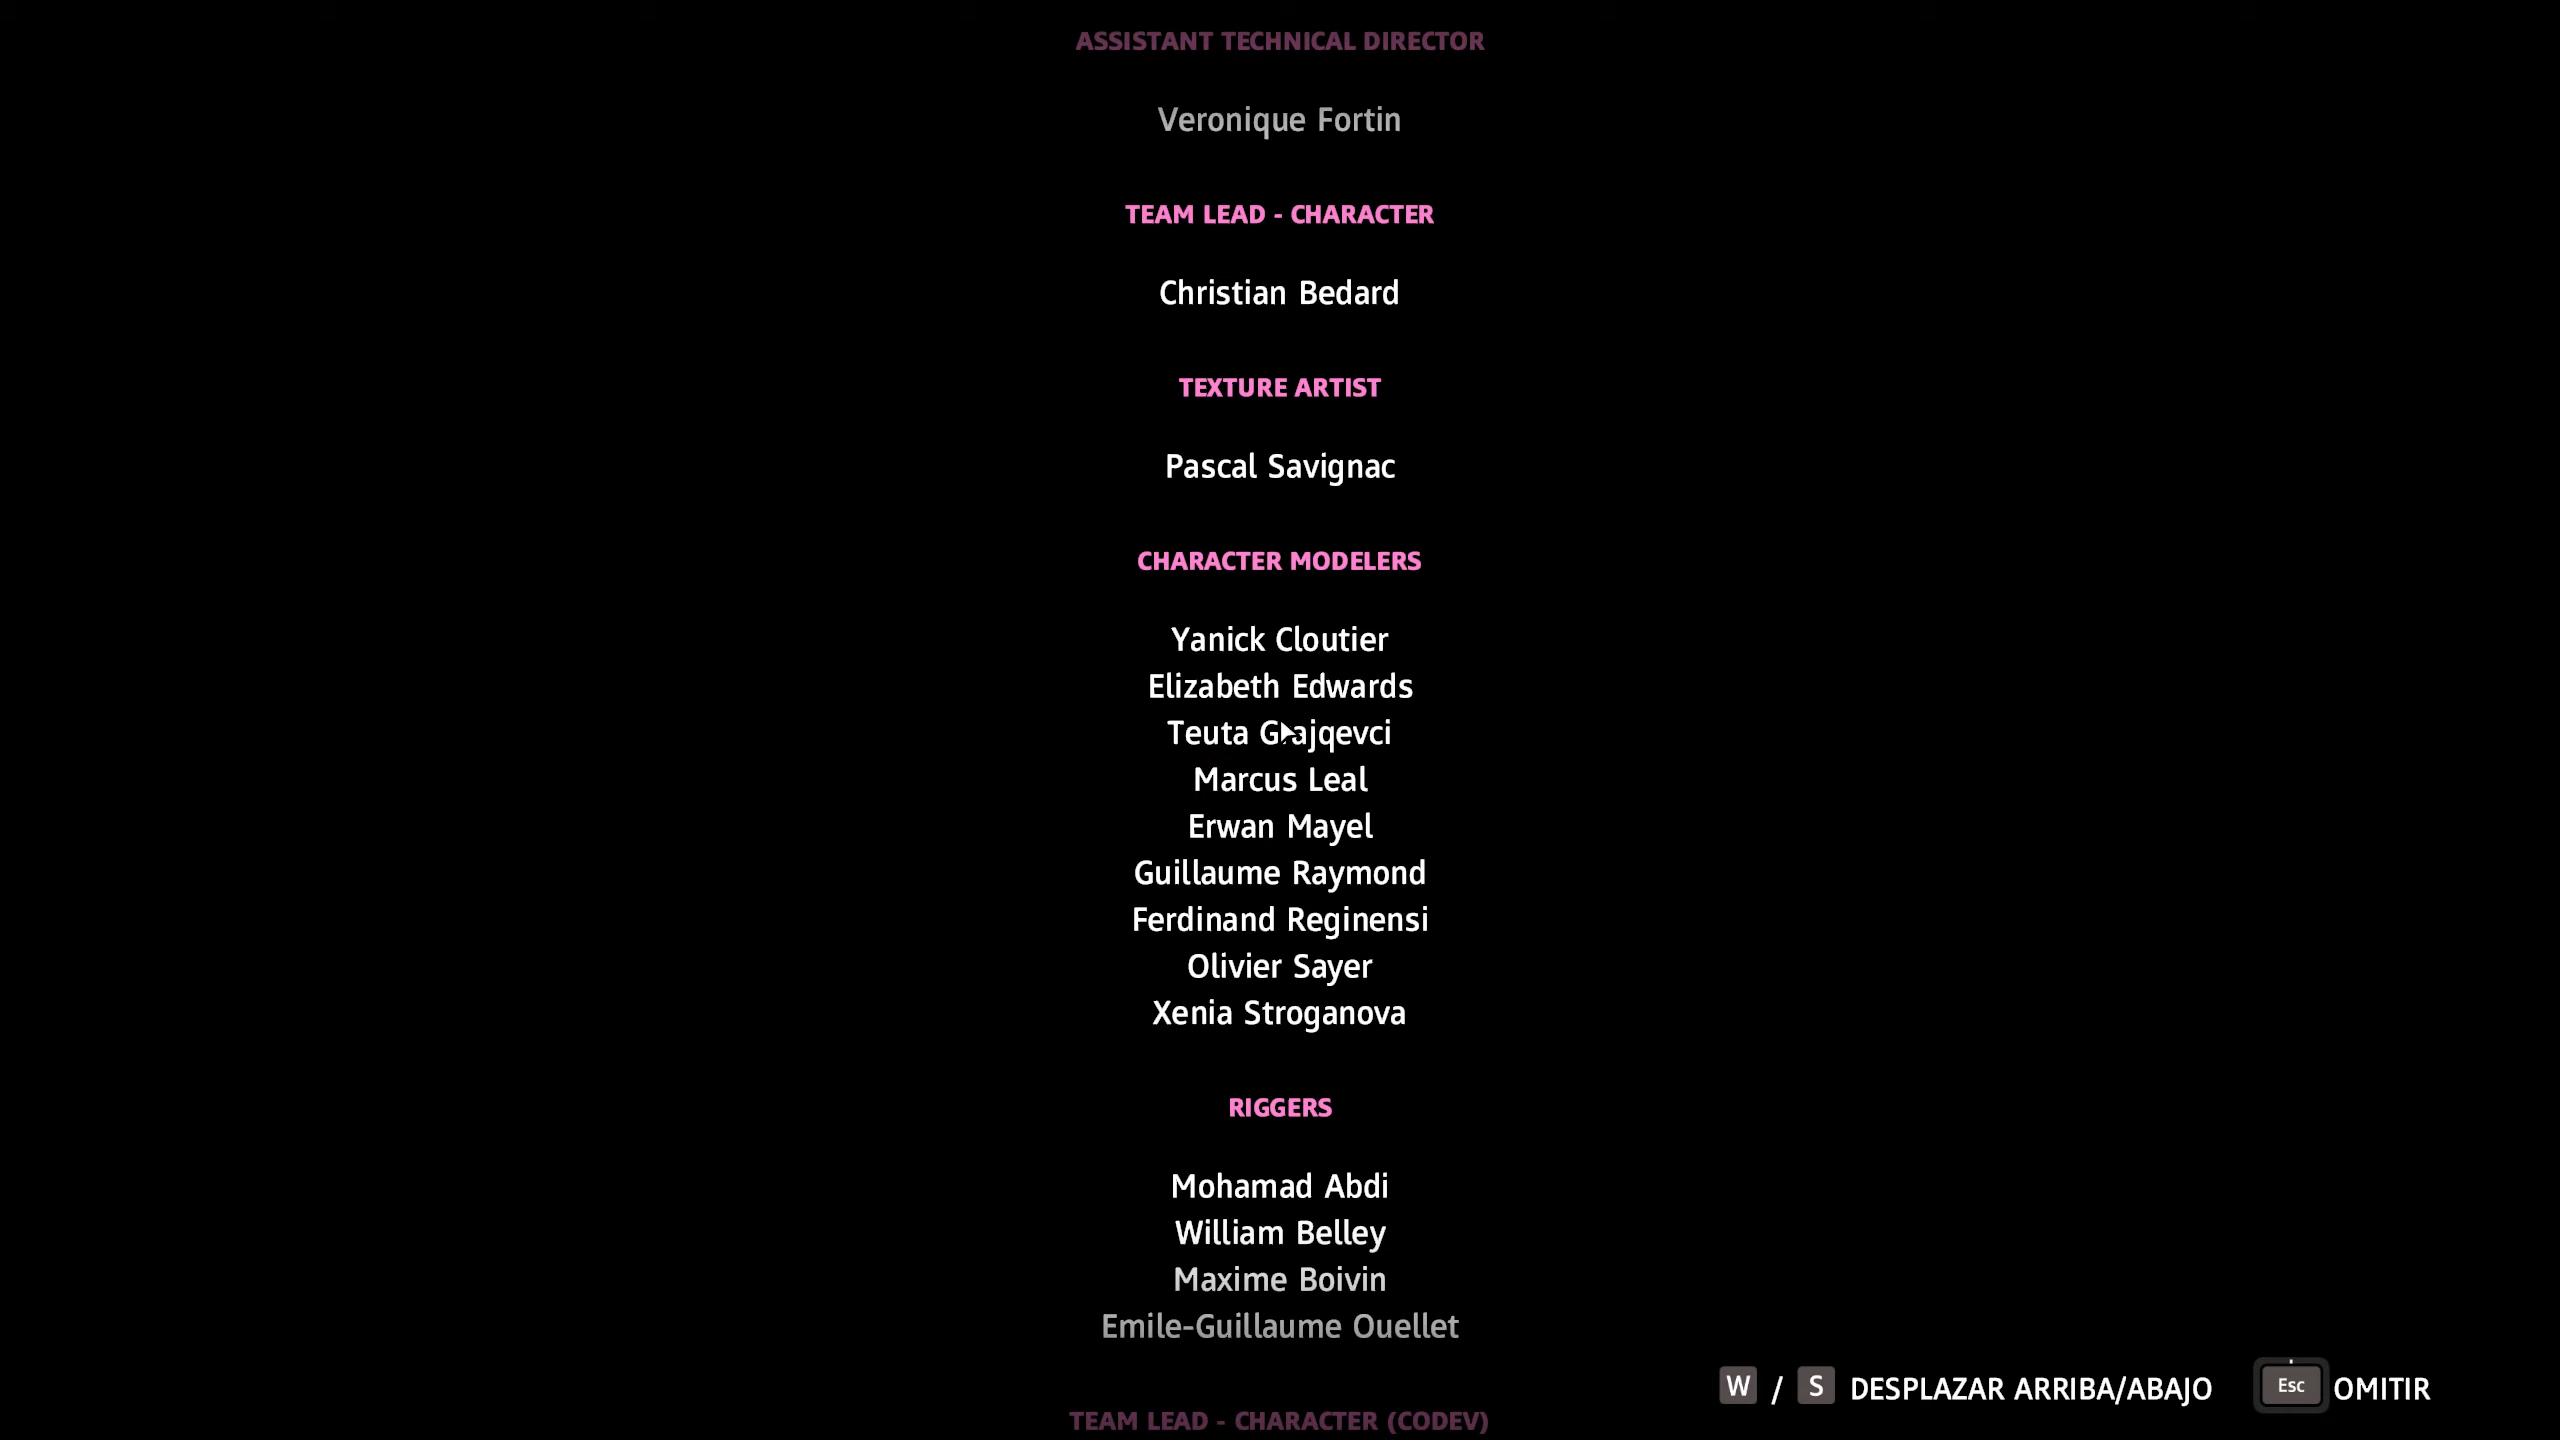 ASSISTANT TECHNICAL DIRECTOR
Veronique Fortin
TEAM LEAD - CHARACTER
Christian Bedard
TEXTURE ARTIST
Pascal Savignac
CHARACTER MODELERS
Yanick Cloutier
Elizabeth Edwards
Teuta
Marcus Leal
Erwan Mayel
Guillaume Raymond
Ferdinand Reginensi
Olivier Sayer
Xenia Stroganova
RIGGERS
Mohamad Abdi
William Belley
Maxime Boivin
Emile-Guillaume Ouellet
W / S DESPLAZAR ARRIBA/ABAJO Esc OMITIR
TEAM LEAD - CHARACTER (CODEV)